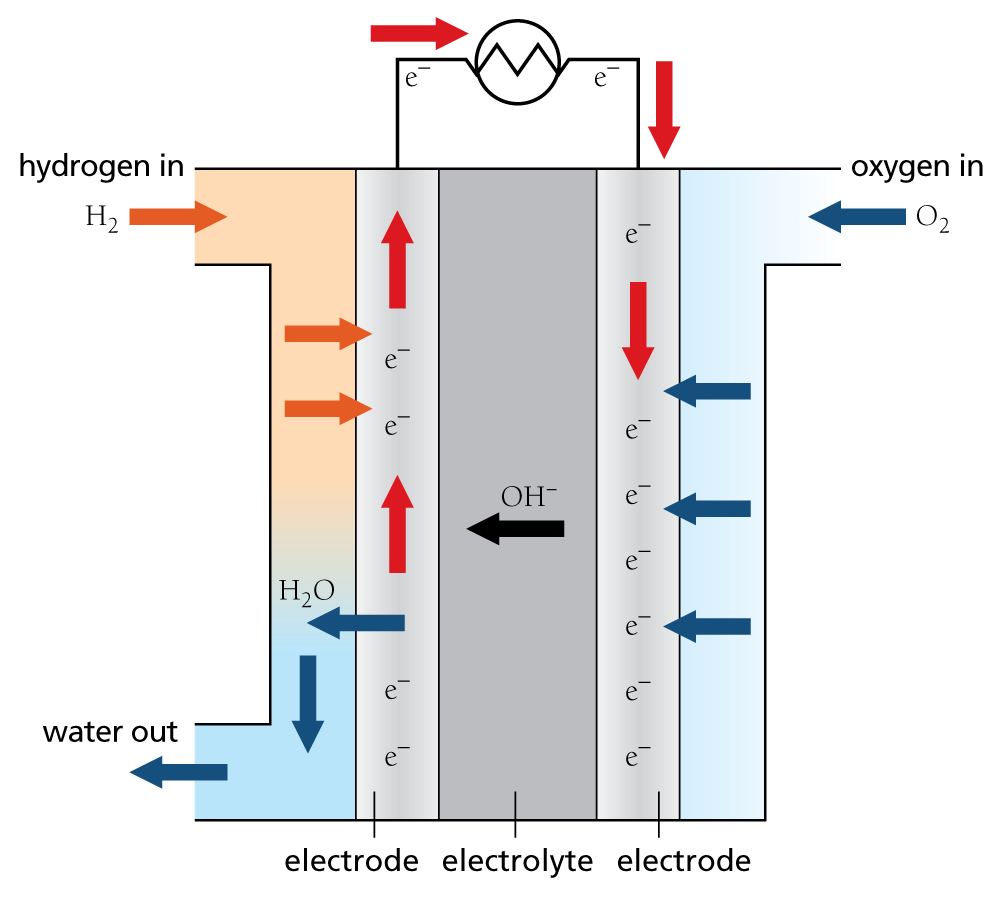 e⁻ e⁻
hydrogen in
oxygen in
H₂
O₂
e⁻
e⁻
e⁻
e⁻
e⁻
OH⁻
e⁻
H₂O
e⁻
e⁻
e⁻
water out
e⁻
e⁻
electrode electrolyte electrode